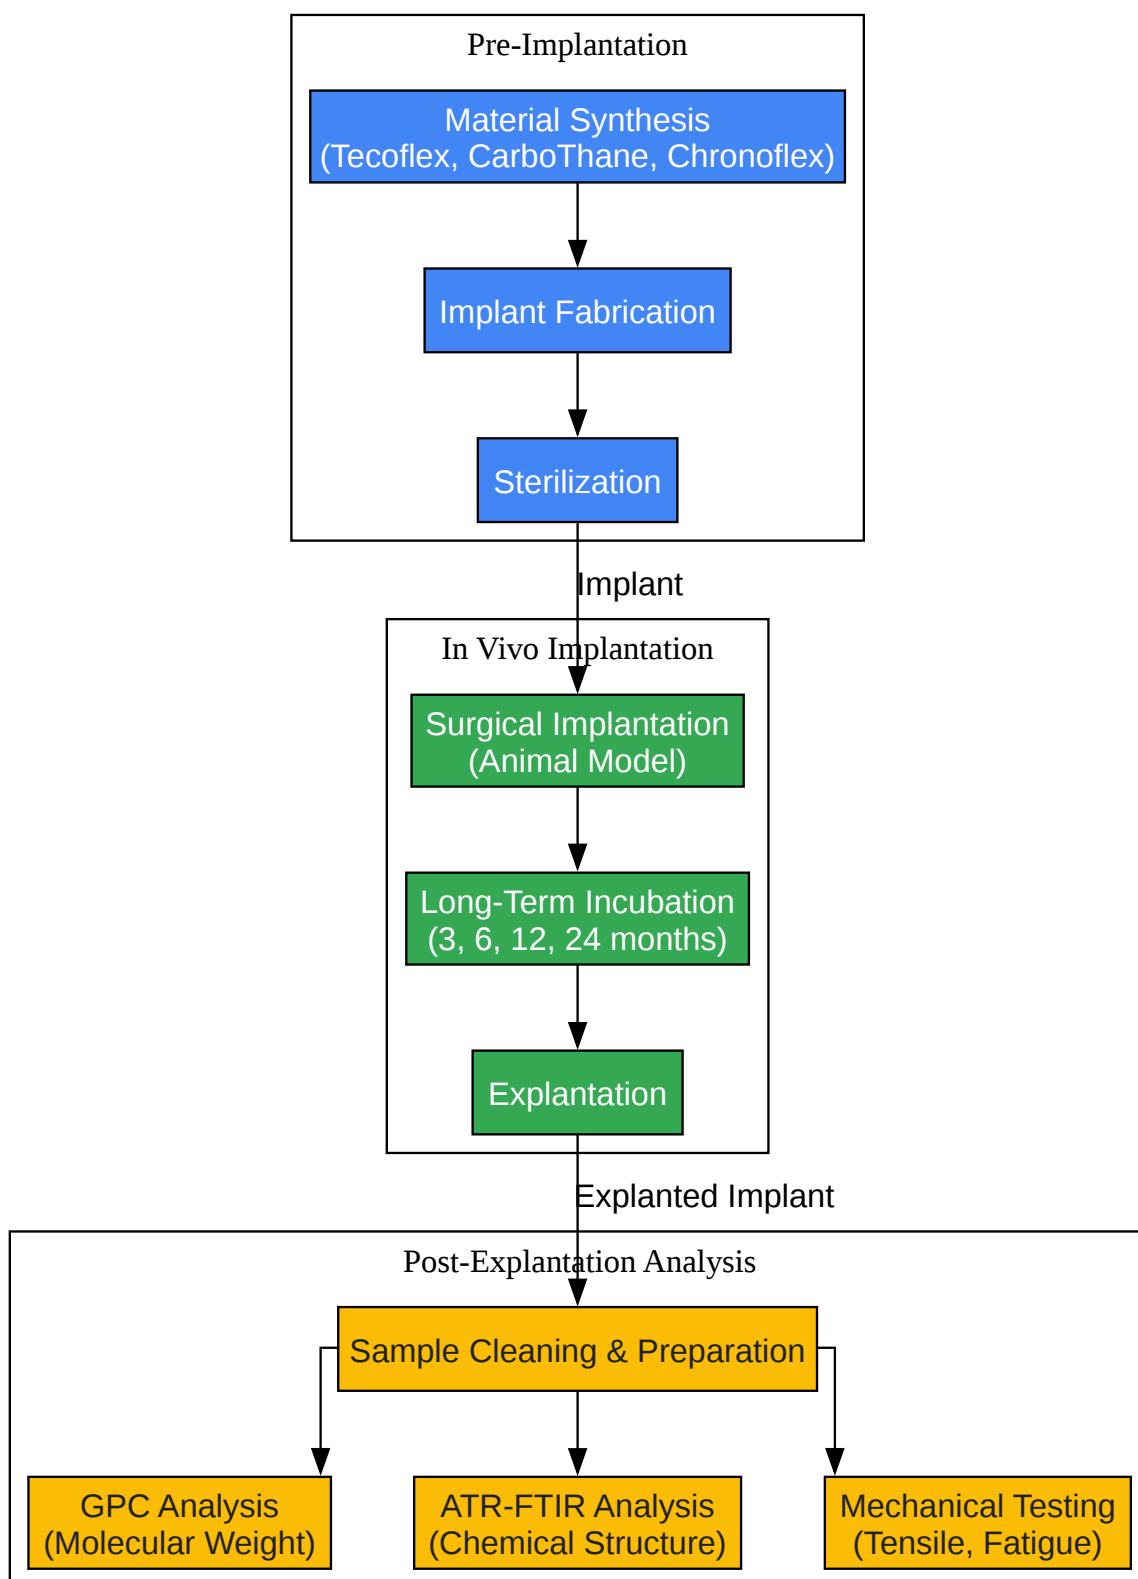 Pre-Implantation
Material Synthesis
(Tecoflex, CarboThane, Chronoflex)
Implant Fabrication
Sterilization
Implant
In Vivo Implantation
Surgical Implantation
(Animal Model)
Long-Term Incubation
(3, 6, 12, 24 months)
Explantation
Explanted Implant
Post-Explantation Analysis
Sample Cleaning & Preparation
GPC Analysis
(Molecular Weight)
ATR-FTIR Analysis
(Chemical Structure)
Mechanical Testing
(Tensile, Fatigue)